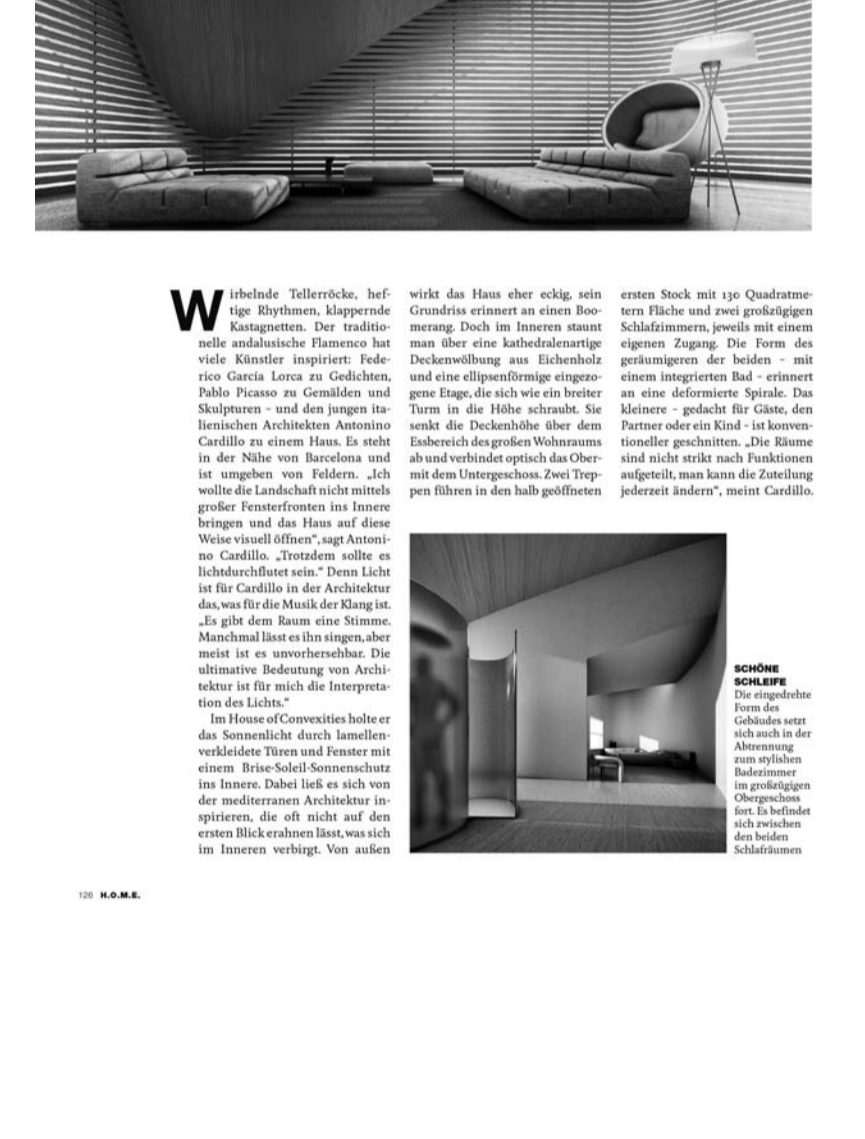 Wirbelnde Tellerröcke, hef-
tige Rhythmen, klappernde
Kastagnetten. Der traditio-
nelle andalusische Flamenco hat
viele Künstler inspiriert: Fede-
rico García Lorca zu Gedichten,
Pablo Picasso zu Gemälden und
Skulpturen – und den jungen ita-
lienischen Architekten Antonino
Cardillo zu einem Haus. Es steht
in der Nähe von Barcelona und
ist umgeben von Feldern. „Ich
wollte die Landschaft nicht mittels
großer Fensterfronten ins Innere
bringen und das Haus auf diese
Weise visuell öffnen“, sagt Antoni-
no Cardillo. „Trotzdem sollte es
lichtdurchflutet sein.“ Denn Licht
ist für Cardillo in der Architektur
das, was für die Musik der Klang ist.
„Es gibt dem Raum eine Stimme.
Manchmal lässt es ihn singen, aber
meist ist es unvorhersehbar. Die
ultimative Bedeutung von Archi-
tektur ist für mich die Interpreta-
tion des Lichts.“
Im House of Convexities holte er
das Sonnenlicht durch lamellen-
verkleidete Türen und Fenster mit
einem Brise-Soleil-Sonnenschutz
ins Innere. Dabei ließ es sich von
der mediterranen Architektur in-
spirieren, die oft nicht auf den
ersten Blick erahnen lässt, was sich
im Inneren verbirgt. Von außen
wirkt das Haus eher eckig, sein
Grundriss erinnert an einen Boo-
merang. Doch im Inneren staunt
man über eine kathedralenartige
Deckenwölbung aus Eichenholz
und eine ellipsenförmige eingezo-
gene Etage, die sich wie ein breiter
Turm in die Höhe schraubt. Sie
senkt die Deckenhöhe über dem
Essbereich des großen Wohnraums
ab und verbindet optisch das Ober-
mit dem Untergeschoss. Zwei Trep-
pen führen in den halb geöffneten
ersten Stock mit 130 Quadratme-
tern Fläche und zwei großzügigen
Schlafzimmern, jeweils mit einem
eigenen Zugang. Die Form des
geräumigeren der beiden – mit
einem integrierten Bad – erinnert
an eine deformierte Spirale. Das
kleinere – gedacht für Gäste, den
Partner oder ein Kind – ist konven-
tioneller geschnitten. „Die Räume
sind nicht strikt nach Funktionen
aufgeteilt, man kann die Zuteilung
jederzeit ändern“, meint Cardillo.
SCHÖNE
SCHLEIFE
Die eingedrehte
Form des
Gebäudes setzt
sich auch in der
Abtrennung
zum stylishen
Badezimmer
im großzügigen
Obergeschoss
fort. Es befindet
sich zwischen
den beiden
Schlafräumen
126 H.O.M.E.